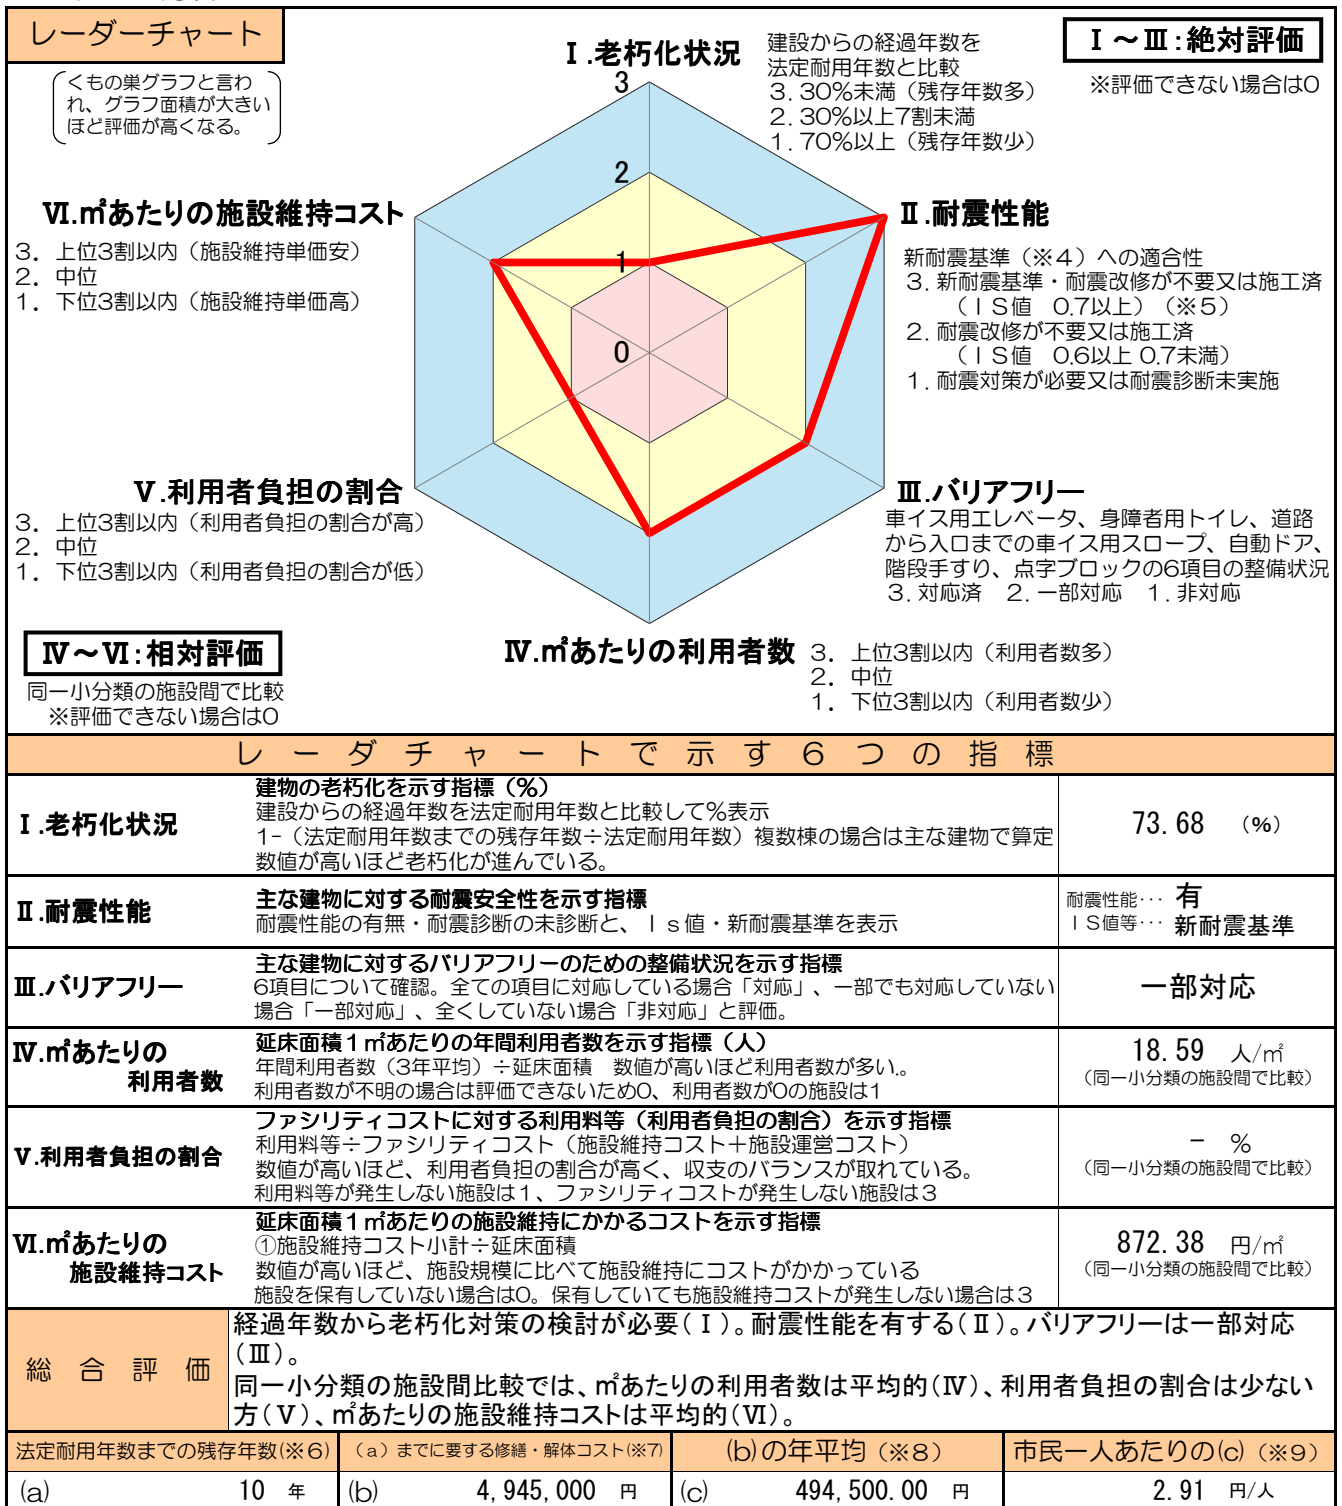 レーダーチャート
くもの巣グラフと言わ
れ、グラフ面積が大きい
ほど評価が高くなる。
Ⅰ.老朽化状況
建設からの経過年数を
法定耐用年数と比較
3. 30%未満（残存年数多）
2. 30%以上7割未満
1. 70%以上（残存年数少）
Ⅰ～Ⅲ：絶対評価
※評価できない場合は0
3
2
1
0
Ⅵ.㎡あたりの施設維持コスト
3. 上位3割以内（施設維持単価安）
2. 中位
1. 下位3割以内（施設維持単価高）
Ⅱ.耐震性能
新耐震基準（※4）への適合性
3. 新耐震基準・耐震改修が不要又は施工済
（ＩＳ値　0.7以上）（※5）
2. 耐震改修が不要又は施工済
（ＩＳ値　0.6以上 0.7未満）
1. 耐震対策が必要又は耐震診断未実施
Ⅴ.利用者負担の割合
3. 上位3割以内（利用者負担の割合が高）
2. 中位
1. 下位3割以内（利用者負担の割合が低）
Ⅲ.バリアフリー
車イス用エレベータ、身障者用トイレ、道路
から入口までの車イス用スロープ、自動ドア、
階段手すり、点字ブロックの6項目の整備状況
3. 対応済　2. 一部対応　1. 非対応
Ⅳ～Ⅵ：相対評価
同一小分類の施設間で比較
※評価できない場合は0
Ⅳ.㎡あたりの利用者数
3. 上位3割以内（利用者数多）
2. 中位
1. 下位3割以内（利用者数少）
レーダチャートで示す６つの指標
Ⅰ.老朽化状況
建物の老朽化を示す指標（％）
建設からの経過年数を法定耐用年数と比較して％表示
1-（法定耐用年数までの残存年数÷法定耐用年数）複数棟の場合は主な建物で算定
数値が高いほど老朽化が進んでいる。
73.68 （%）
Ⅱ.耐震性能
主な建物に対する耐震安全性を示す指標
耐震性能の有無・耐震診断の未診断と、Ｉｓ値・新耐震基準を表示
耐震性能… 有
ＩＳ値等… 新耐震基準
Ⅲ.バリアフリー
主な建物に対するバリアフリーのための整備状況を示す指標
6項目について確認。全ての項目に対応している場合「対応」、一部でも対応していない
場合「一部対応」、全くしていない場合「非対応」と評価。
一部対応
Ⅳ.㎡あたりの
利用者数
延床面積１㎡あたりの年間利用者数を示す指標（人）
年間利用者数（3年平均）÷延床面積　数値が高いほど利用者数が多い。
利用者数が不明の場合は評価できないため0、利用者数が0の施設は1
18.59 人/㎡
（同一小分類の施設間で比較）
Ⅴ.利用者負担の割合
ファシリティコストに対する利用料等（利用者負担の割合）を示す指標
利用料等÷ファシリティコスト（施設維持コスト＋施設運営コスト）
数値が高いほど、利用者負担の割合が高く、収支のバランスが取れている。
利用料等が発生しない施設は１、ファシリティコストが発生しない施設は３
－ ％
（同一小分類の施設間で比較）
Ⅵ.㎡あたりの
施設維持コスト
延床面積１㎡あたりの施設維持にかかるコストを示す指標
①施設維持コスト小計÷延床面積
数値が高いほど、施設規模に比べて施設維持にコストがかかっている
施設を保有していない場合は0。保有していても施設維持コストが発生しない場合は３
872.38 円/㎡
（同一小分類の施設間で比較）
総合評価
経過年数から老朽化対策の検討が必要(Ⅰ)。耐震性能を有する(Ⅱ)。バリアフリーは一部対応
(Ⅲ)。
同一小分類の施設間比較では、㎡あたりの利用者数は平均的(Ⅳ)、利用者負担の割合は少ない
方(Ⅴ)、㎡あたりの施設維持コストは平均的(Ⅵ)。
法定耐用年数までの残存年数(※6)
（a）までに要する修繕・解体コスト(※7)
(b)の年平均（※8）
市民一人あたりの(c)（※9）
(a) 10 年
(b) 4,945,000 円
(c) 494,500.00 円
2.91 円/人